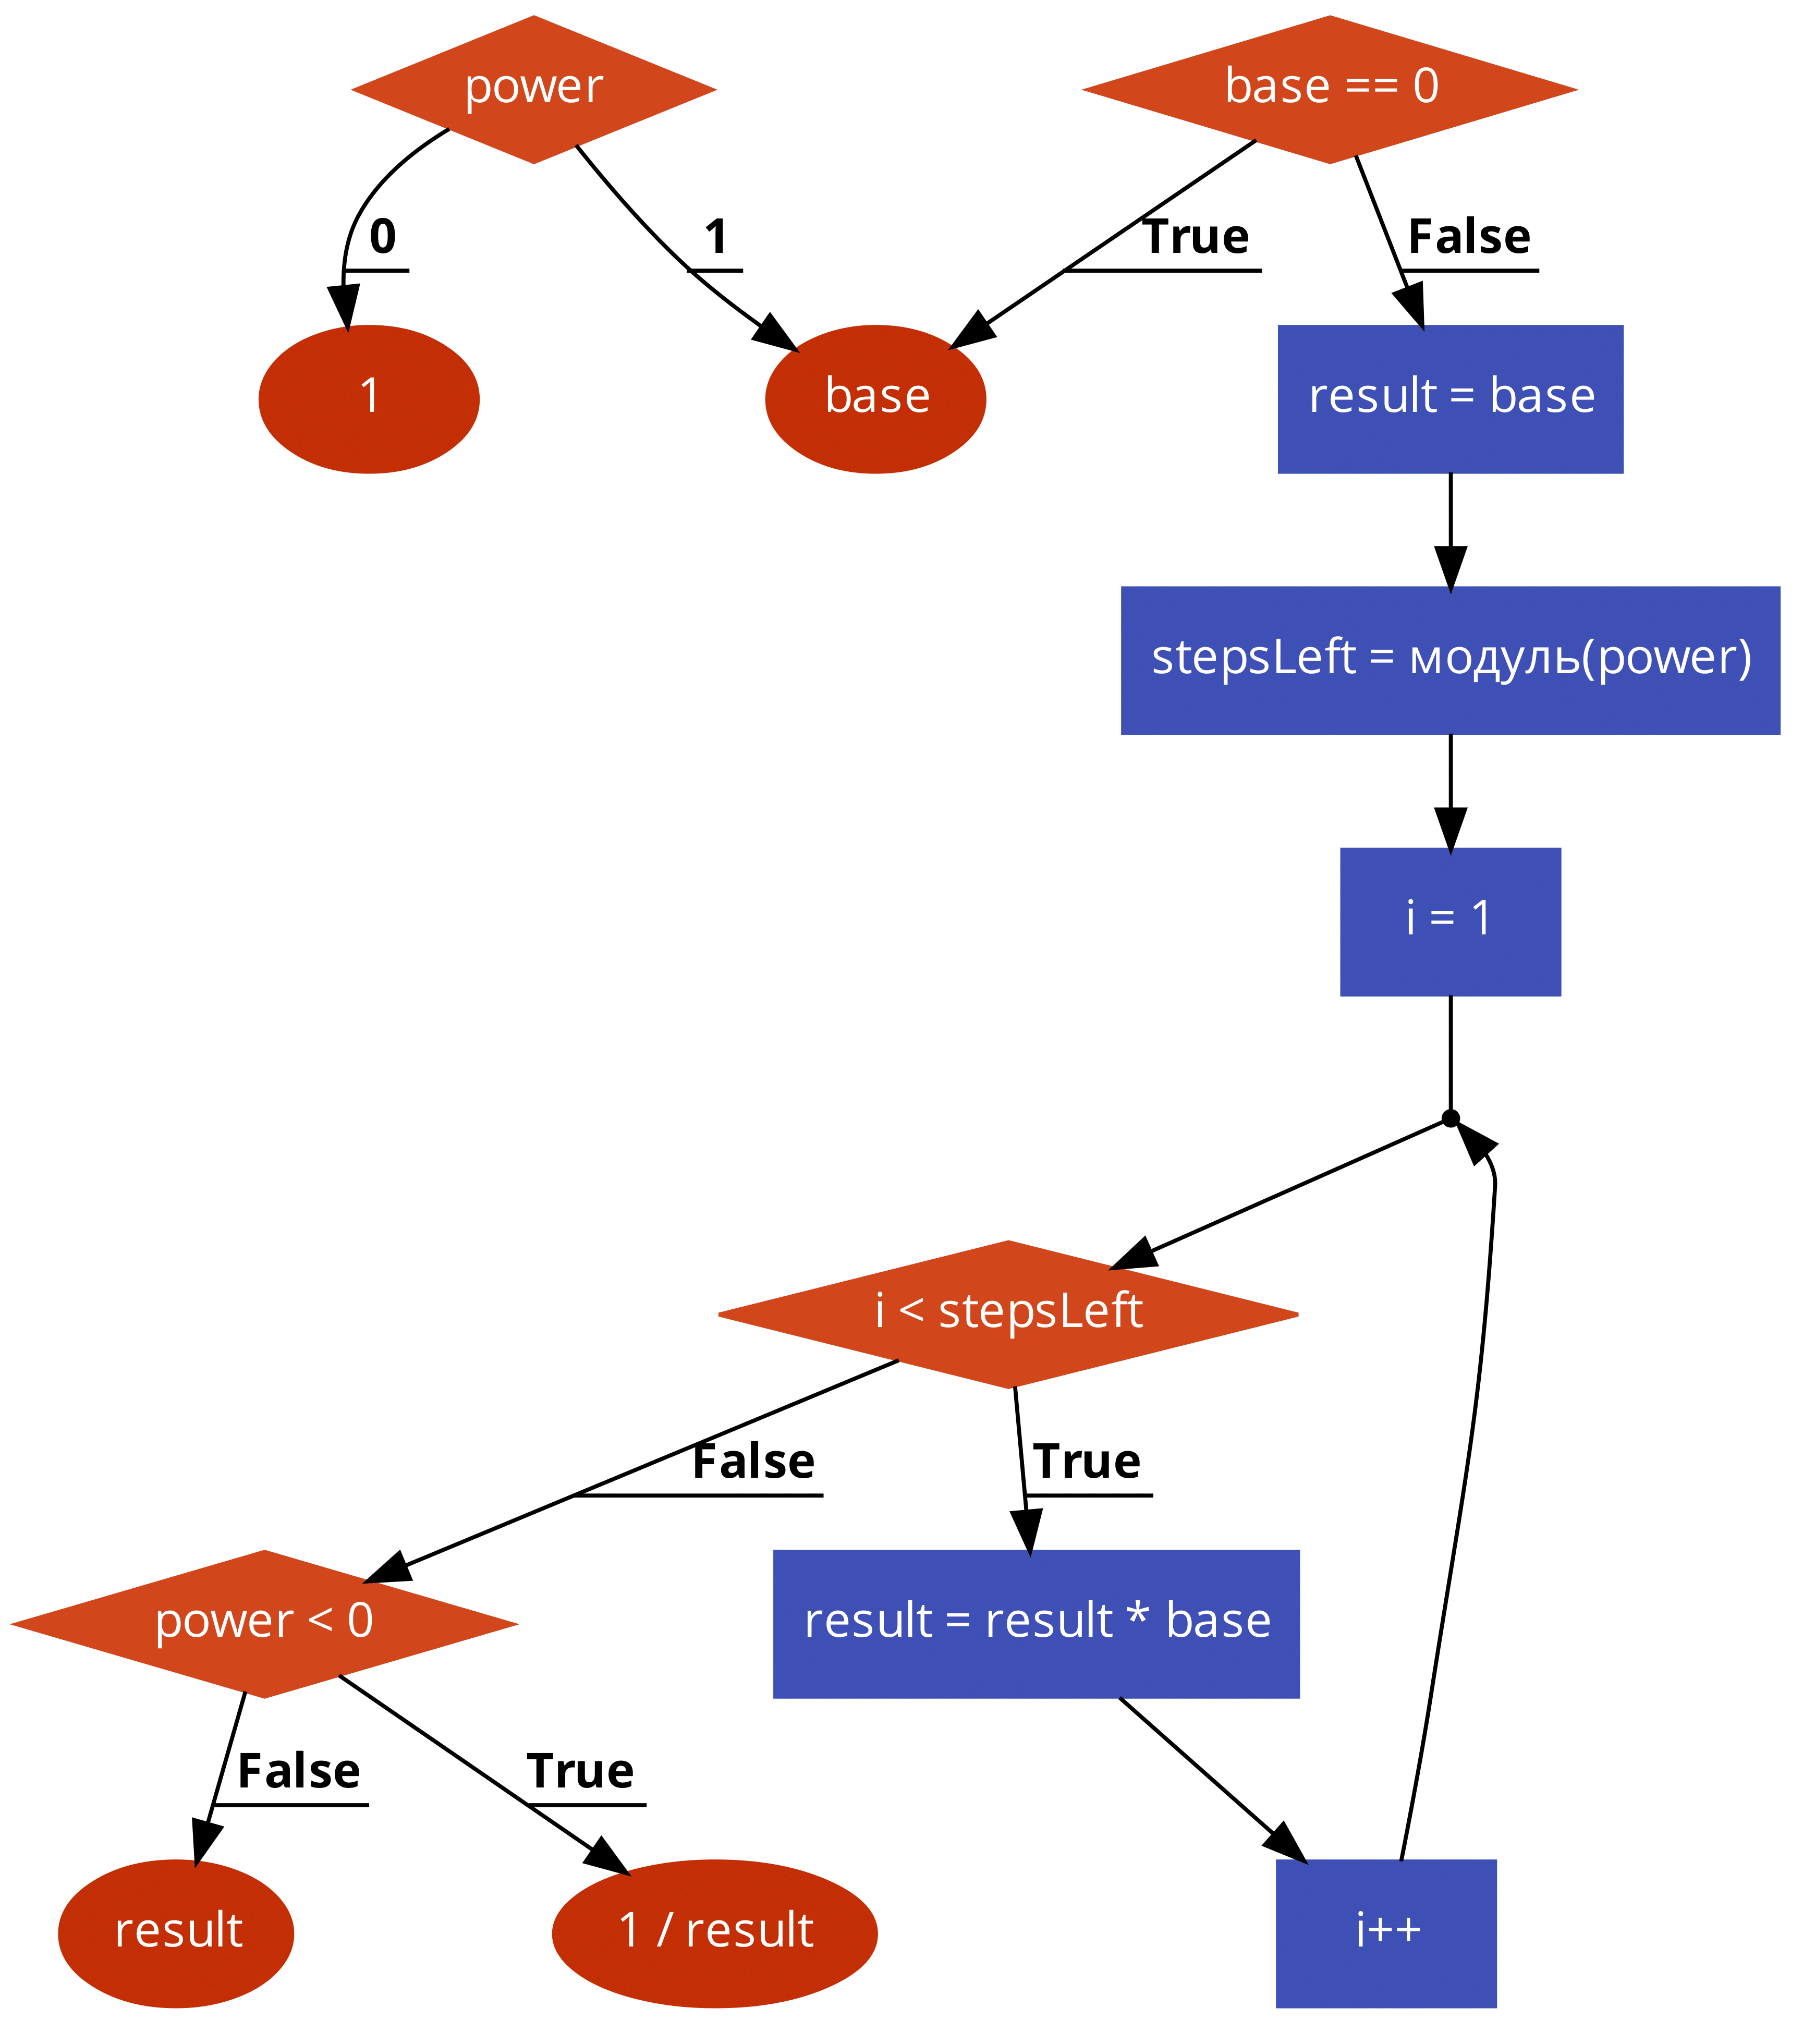 power
base == 0
0
1
True
False
1
base
result = base
stepsLeft = модуль(power)
i = 1
i < stepsLeft
False
True
power < 0
result = result * base
False
True
result
1 / result
i++